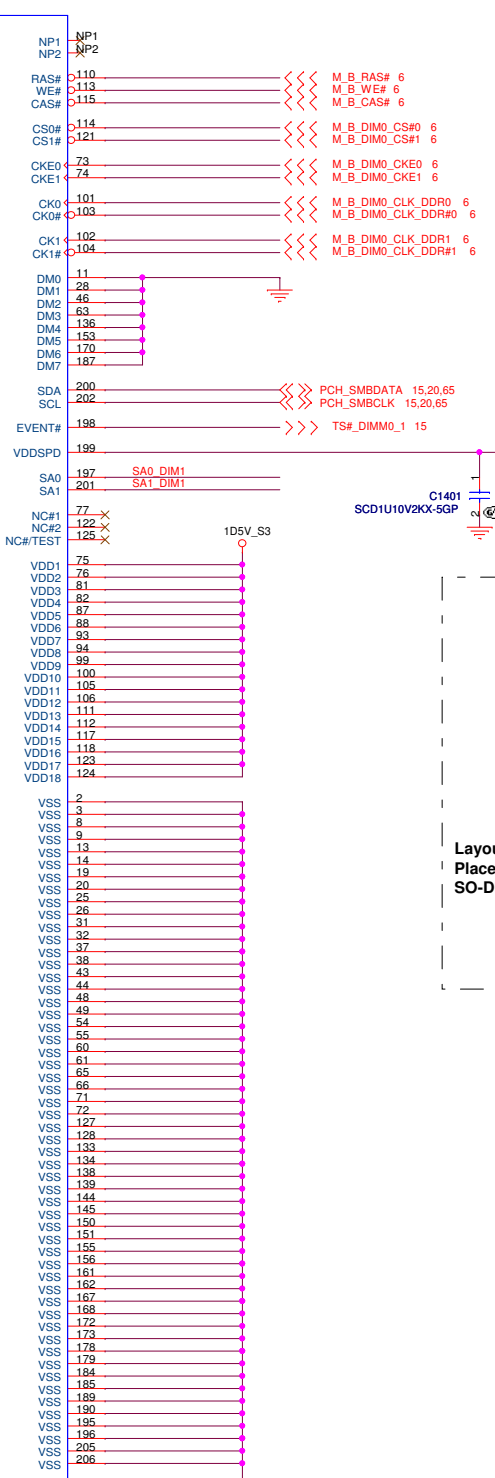 NP1 NP1
NP2 NP2
RAS# 110 M_B_RAS# 6
WE# 113 M_B_WE# 6
CAS# 115 M_B_CAS# 6
CS0# 114 M_B_DIM0_CS#0 6
CS1# 121 M_B_DIM0_CS#1 6
CKE0 73 M_B_DIM0_CKE0 6
CKE1 74 M_B_DIM0_CKE1 6
CK0 101 M_B_DIM0_CLK_DDR0 6
CK0# 103 M_B_DIM0_CLK_DDR#0 6
CK1 102 M_B_DIM0_CLK_DDR1 6
CK1# 104 M_B_DIM0_CLK_DDR#1 6
DM0 11
DM1 28
DM2 46
DM3 63
DM4 136
DM5 153
DM6 170
DM7 187
SDA 200 PCH_SMBDATA 15,20,65
SCL 202 PCH_SMBCLK 15,20,65
EVENT# 198 TS#_DIMM0_1 15
VDDSPD 199
SA0 197 SA0_DIM1
SA1 201 SA1_DIM1
1
C1401
SCD1U10V2KX-5GP
2
NC#1 77
NC#2 122
NC#/TEST 125
1D5V_S3
VDD1 75
VDD2 76
VDD3 81
VDD4 82
VDD5 87
VDD6 88
VDD7 93
VDD8 94
VDD9 99
VDD10 100
VDD11 105
VDD12 106
VDD13 111
VDD14 112
VDD15 117
VDD16 118
VDD17 123
VDD18 124
VSS 2
VSS 3
VSS 8
VSS 9
VSS 13
VSS 14
VSS 19
VSS 20
VSS 25
VSS 26
VSS 31
VSS 32
VSS 37
VSS 38
VSS 43
VSS 44
VSS 48
VSS 49
VSS 54
VSS 55
VSS 60
VSS 61
VSS 65
VSS 66
VSS 71
VSS 72
VSS 127
VSS 128
VSS 133
VSS 134
VSS 138
VSS 139
VSS 144
VSS 145
VSS 150
VSS 151
VSS 155
VSS 156
VSS 161
VSS 162
VSS 167
VSS 168
VSS 172
VSS 173
VSS 178
VSS 179
VSS 184
VSS 185
VSS 189
VSS 190
VSS 195
VSS 196
VSS 205
VSS 206
Layou
Place
SO-D